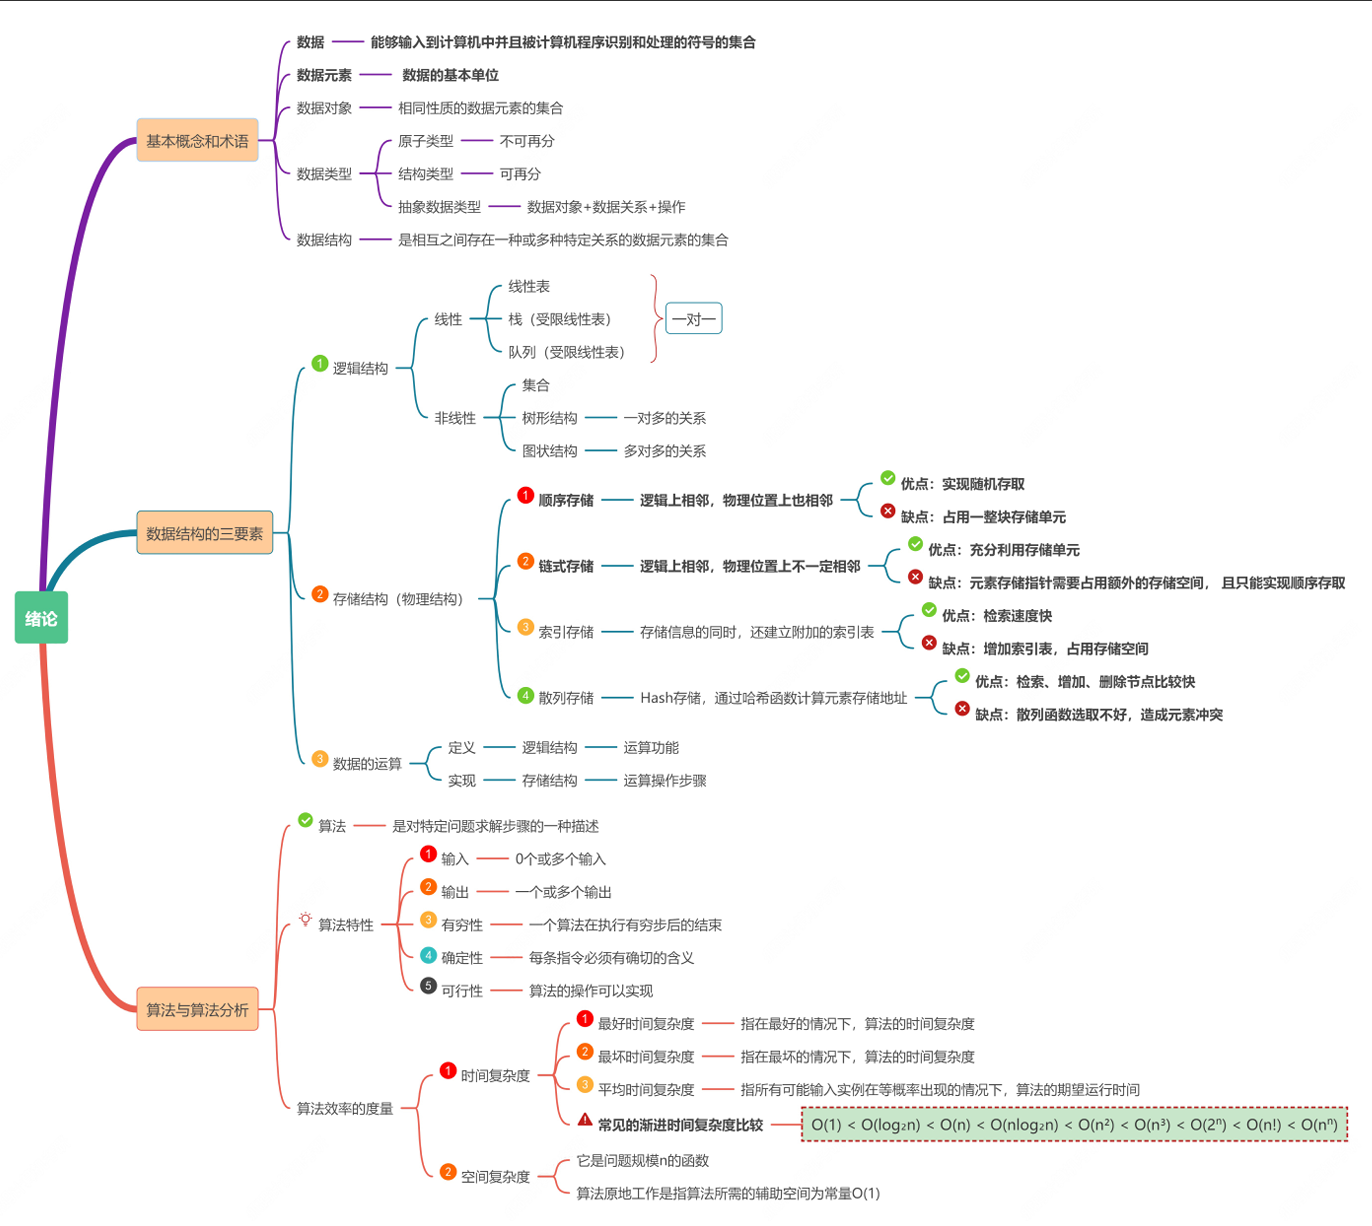 绪论
基本概念和术语
数据 能够输入到计算机中并且被计算机程序识别和处理的符号的集合
数据元素 数据的基本单位
数据对象 相同性质的数据元素的集合
数据类型
原子类型 不可再分
结构类型 可再分
抽象数据类型 数据对象+数据关系+操作
数据结构 是相互之间存在一种或多种特定关系的数据元素的集合
数据结构的三要素
1 逻辑结构
线性
线性表
栈（受限线性表）
队列（受限线性表）
一对一
非线性
集合
树形结构 一对多的关系
图状结构 多对多的关系
2 存储结构（物理结构）
1 顺序存储 逻辑上相邻，物理位置上也相邻
优点：实现随机存取
缺点：占用一整块存储单元
2 链式存储 逻辑上相邻，物理位置上不一定相邻
优点：充分利用存储单元
缺点：元素存储指针需要占用额外的存储空间， 且只能实现顺序存取
3 索引存储 存储信息的同时，还建立附加的索引表
优点：检索速度快
缺点：增加索引表，占用存储空间
4 散列存储 Hash存储，通过哈希函数计算元素存储地址
优点：检索、增加、删除节点比较快
缺点：散列函数选取不好，造成元素冲突
3 数据的运算
定义 逻辑结构 运算功能
实现 存储结构 运算操作步骤
算法与算法分析
算法 是对特定问题求解步骤的一种描述
算法特性
1 输入 0个或多个输入
2 输出 一个或多个输出
3 有穷性 一个算法在执行有穷步后的结束
4 确定性 每条指令必须有确切的含义
5 可行性 算法的操作可以实现
算法效率的度量
1 时间复杂度
1 最好时间复杂度 指在最好的情况下，算法的时间复杂度
2 最坏时间复杂度 指在最坏的情况下，算法的时间复杂度
3 平均时间复杂度 指所有可能输入实例在等概率出现的情况下，算法的期望运行时间
常见的渐进时间复杂度比较 O(1) < O(log₂n) < O(n) < O(nlog₂n) < O(n²) < O(n³) < O(2ⁿ) < O(n!) < O(nⁿ)
2 空间复杂度
它是问题规模n的函数
算法原地工作是指算法所需的辅助空间为常量O(1)